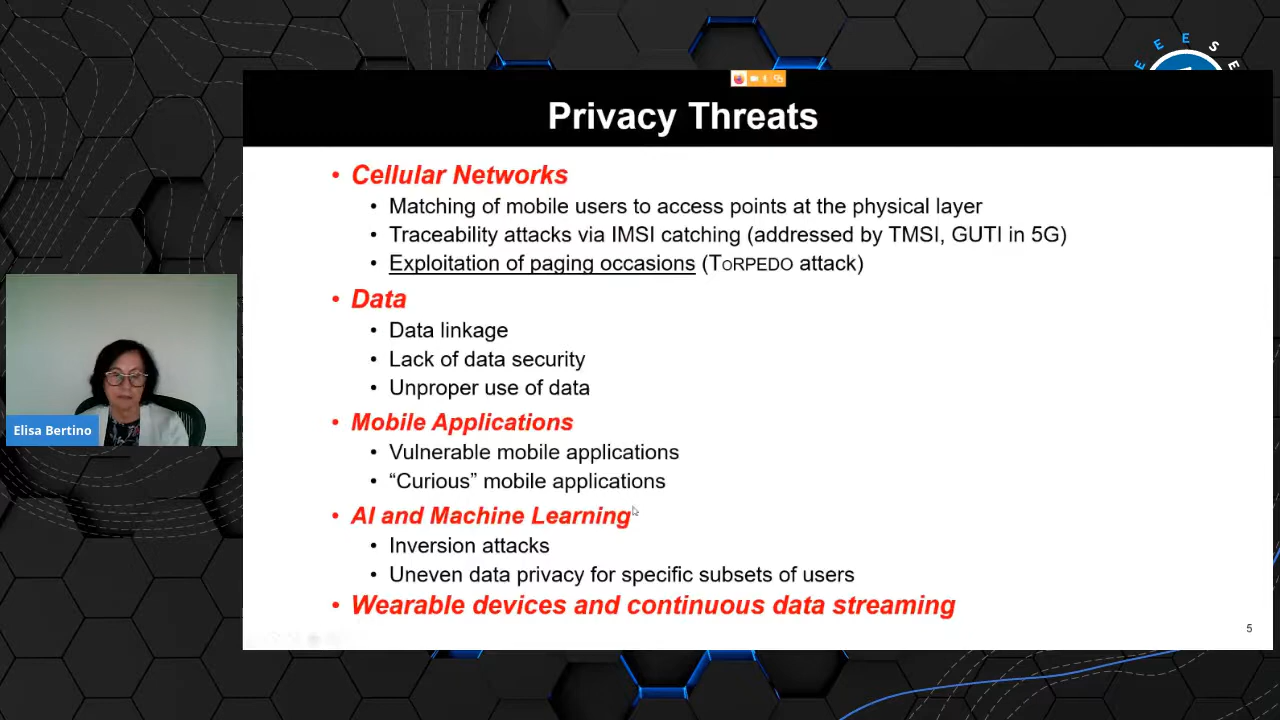 E E S E
Privacy Threats
• Cellular Networks
• Matching of mobile users to access points at the physical layer
• Traceability attacks via IMSI catching (addressed by TMSI, GUTI in 5G)
• Exploitation of paging occasions (TORPEDO attack)
• Data
• Data linkage
• Lack of data security
• Unproper use of data
• Mobile Applications
• Vulnerable mobile applications
• “Curious” mobile applications
• AI and Machine Learning
• Inversion attacks
• Uneven data privacy for specific subsets of users
• Wearable devices and continuous data streaming
5
Elisa Bertino